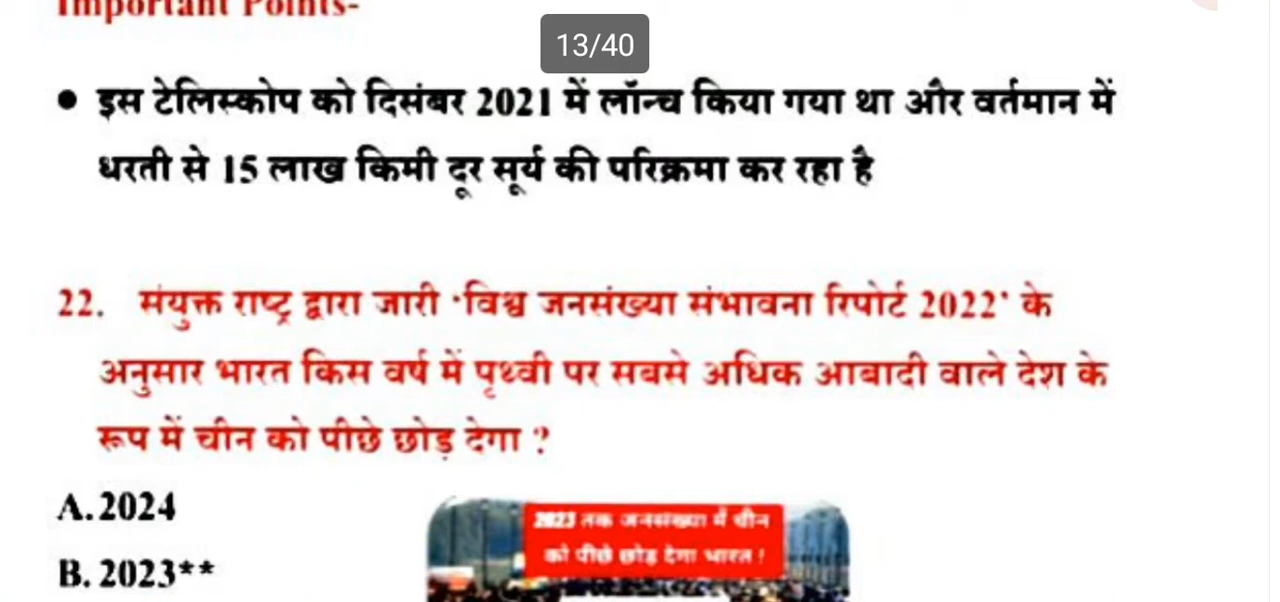 Important Points-
13/40
● इस टेलिस्कोप को दिसंबर 2021 में लॉन्च किया गया था और वर्तमान में
धरती से 15 लाख किमी दूर सूर्य की परिक्रमा कर रहा है
22. संयुक्त राष्ट्र द्वारा जारी 'विश्व जनसंख्या संभावना रिपोर्ट 2022' के
अनुसार भारत किस वर्ष में पृथ्वी पर सबसे अधिक आबादी वाले देश के
रूप में चीन को पीछे छोड़ देगा ?
A.2024
B. 2023**
2023 तक जनसंख्या में चीन
को पीछे छोड़ देगा भारत !